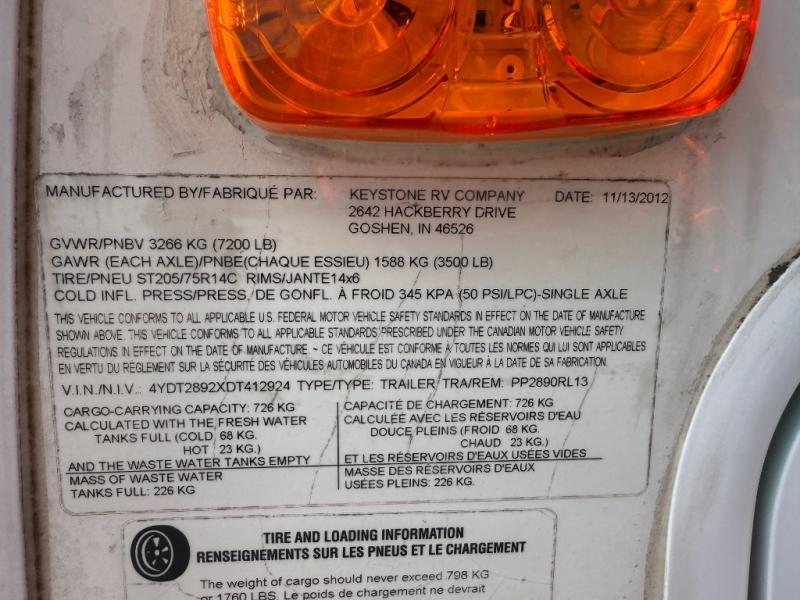 MANUFACTURED BY/FABRIQUÉ PAR: KEYSTONE RV COMPANY DATE: 11/13/2012
2642 HACKBERRY DRIVE
GOSHEN, IN 46526
GVWR/PNBV 3266 KG (7200 LB)
GAWR (EACH AXLE)/PNBE(CHAQUE ESSIEU) 1588 KG (3500 LB)
TIRE/PNEU ST205/75R14C RIMS/JANTE14x6
COLD INFL. PRESS/PRESS, DE GONFL. À FROID 345 KPA (50 PSI/LPC)-SINGLE AXLE
THIS VEHICLE CONFORMS TO ALL APPLICABLE U.S. FEDERAL MOTOR VEHICLE SAFETY STANDARDS IN EFFECT ON THE DATE OF MANUFACTURE
SHOWN ABOVE. THIS VEHICLE CONFORMS TO ALL APPLICABLE STANDARDS PRESCRIBED UNDER THE CANADIAN MOTOR VEHICLE SAFETY
REGULATIONS IN EFFECT ON THE DATE OF MANUFACTURE. ~ CE VÉHICULE EST CONFORME À TOUTES LES NORMES QUI LUI SONT APPLICABLES
EN VERTU DU RÈGLEMENT SUR LA SÉCURITÉ DES VÉHICULES AUTOMOBILES DU CANADA EN VIGUEUR À LA DATE DE SA FABRICATION.
V.I.N./N.I.V.: 4YDT2892XDT412924 TYPE/TYPE: TRAILER TRA/REM: PP2890RL13
CARGO-CARRYING CAPACITY: 726 KG
CALCULATED WITH THE FRESH WATER
TANKS FULL (COLD 68 KG.
HOT 23 KG.)
AND THE WASTE WATER TANKS EMPTY
MASS OF WASTE WATER
TANKS FULL: 226 KG
CAPACITÉ DE CHARGEMENT: 726 KG
CALCULÉE AVEC LES RÉSERVOIRS D'EAU
DOUCE PLEINS (FROID 68 KG.
CHAUD 23 KG.)
ET LES RÉSERVOIRS D'EAUX USÉES VIDES
MASSE DES RÉSERVOIRS D'EAUX
USÉES PLEINS: 226 KG.
TIRE AND LOADING INFORMATION
RENSEIGNEMENTS SUR LES PNEUS ET LE CHARGEMENT
The weight of cargo should never exceed 798 KG
or 1760 LBS. Le poids de chargement ne devrait